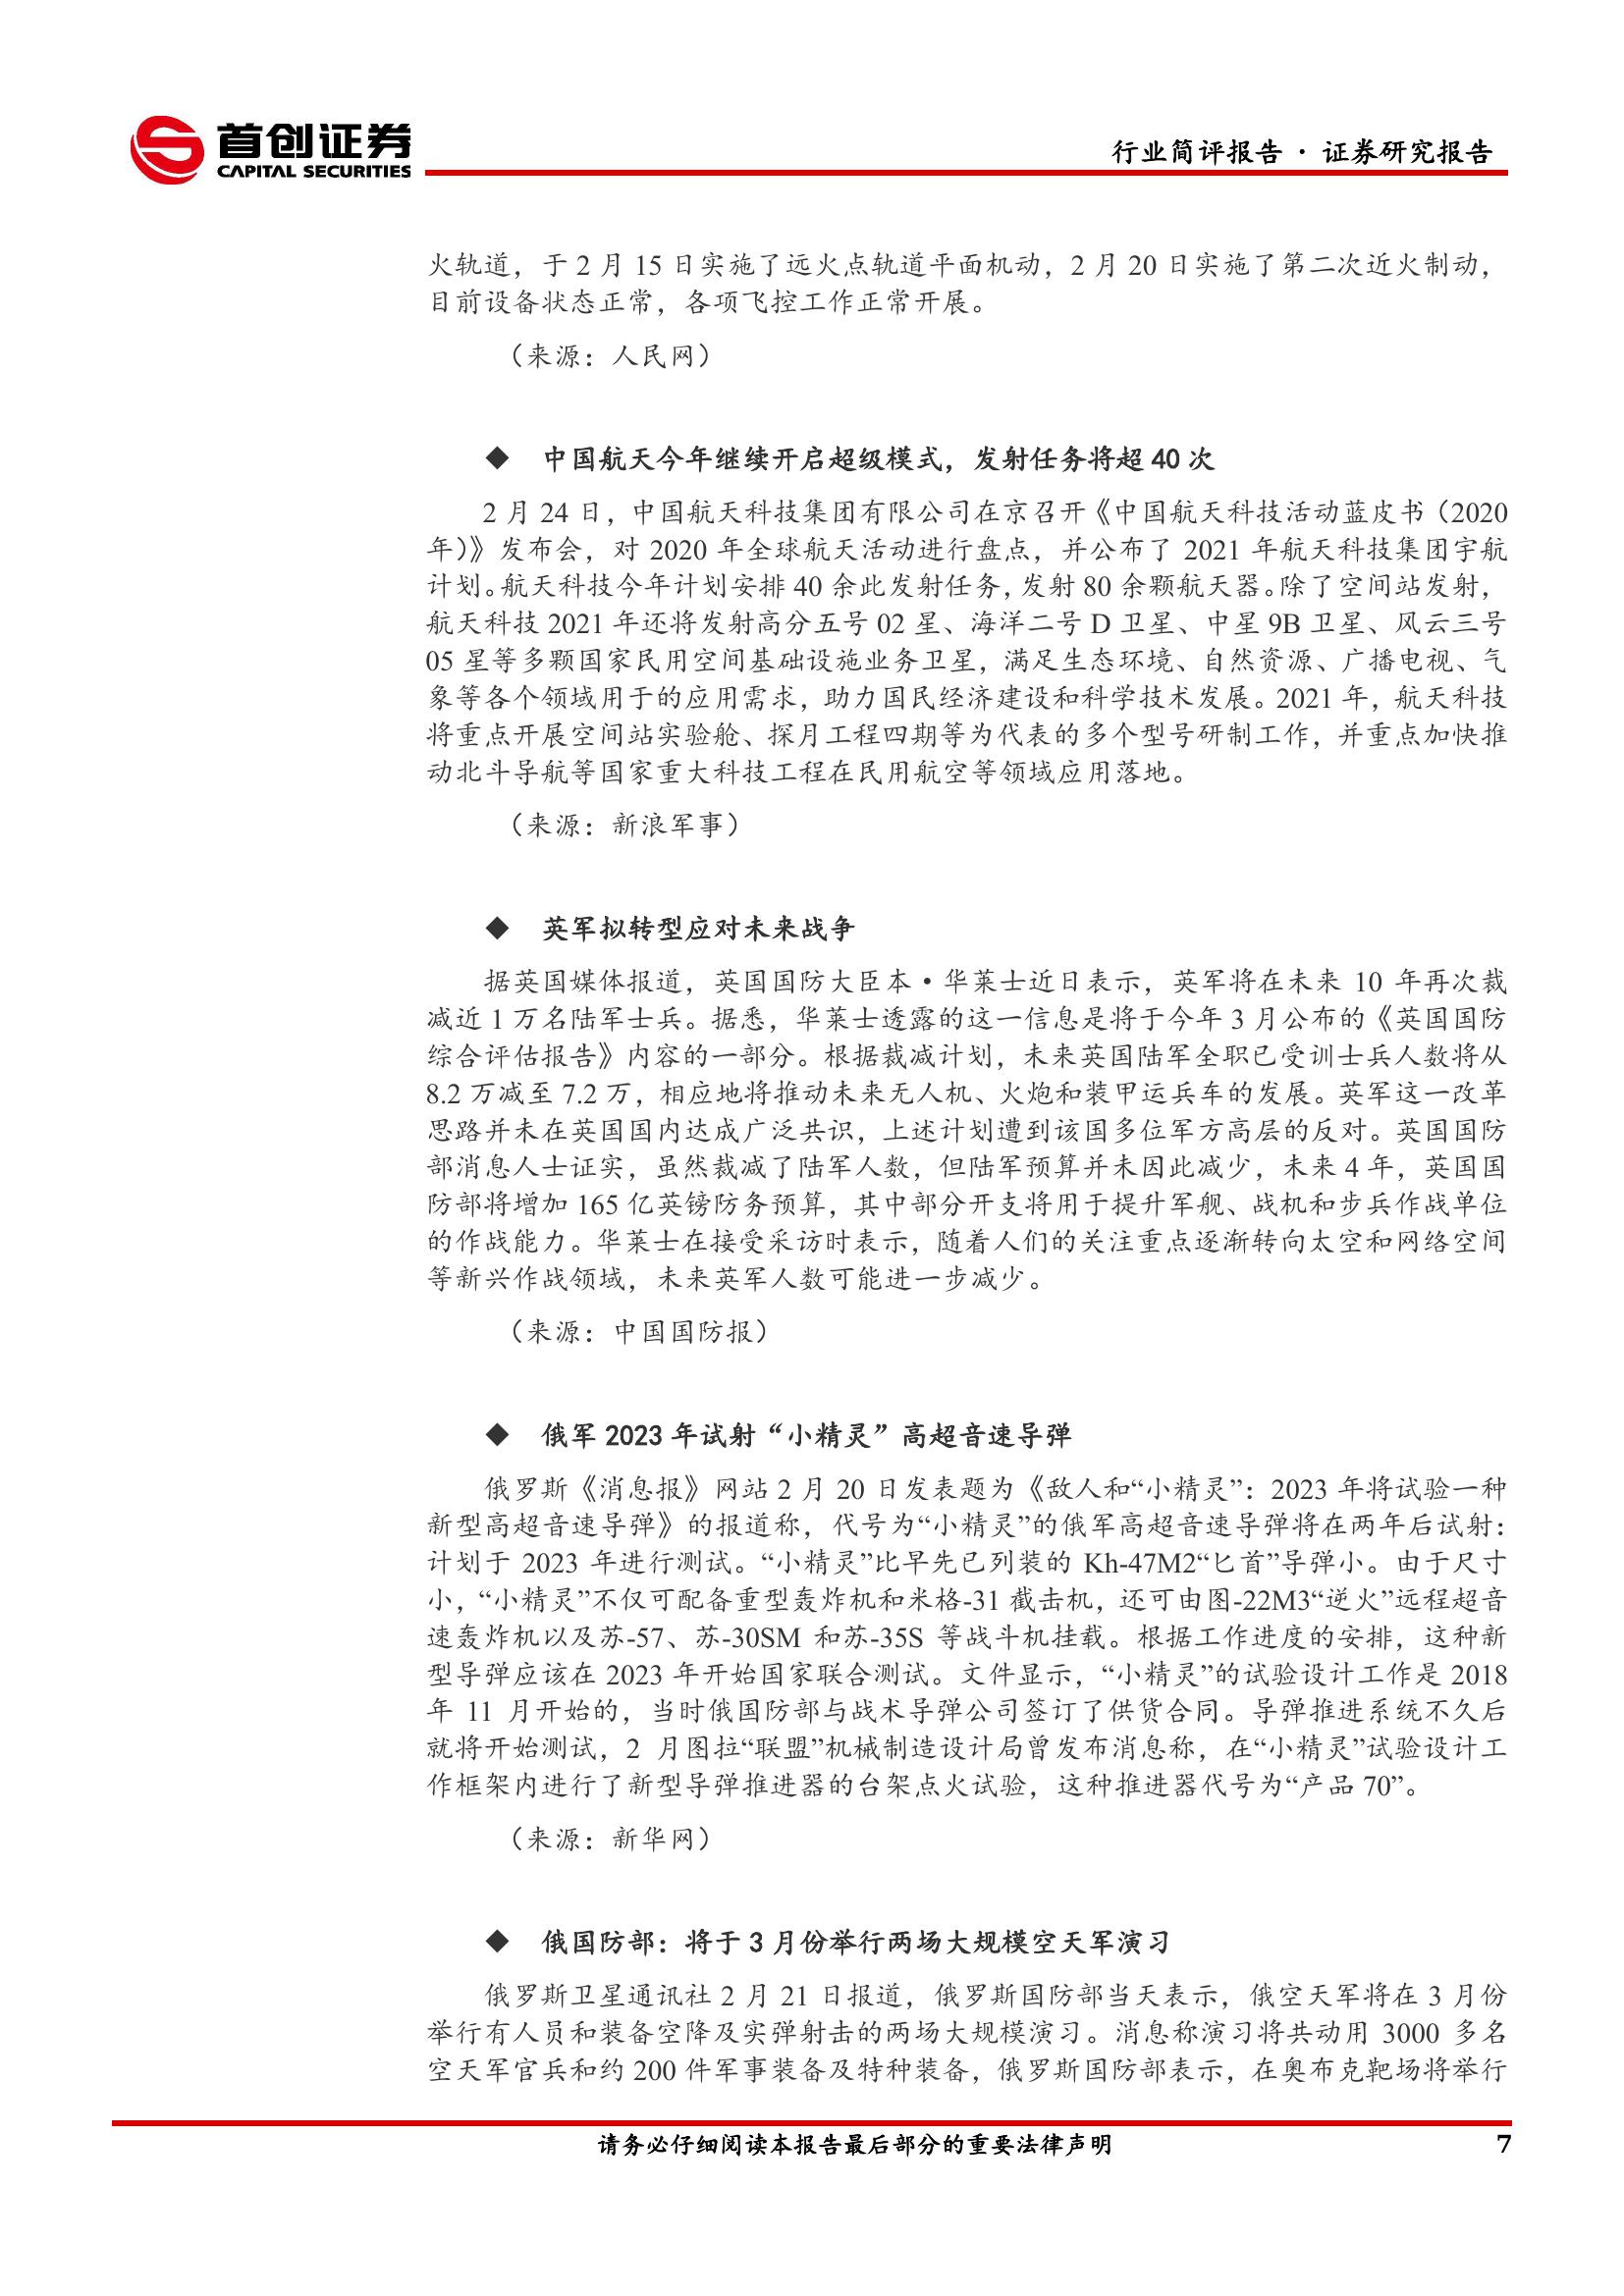 首创证券
CAPITAL SECURITIES
行业简评报告 · 证券研究报告
火轨道，于 2 月 15 日实施了远火点轨道平面机动，2 月 20 日实施了第二次近火制动，
目前设备状态正常，各项飞控工作正常开展。
（来源：人民网）
◆ 中国航天今年继续开启超级模式，发射任务将超 40 次
2 月 24 日，中国航天科技集团有限公司在京召开《中国航天科技活动蓝皮书（2020
年）》发布会，对 2020 年全球航天活动进行盘点，并公布了 2021 年航天科技集团宇航
计划。航天科技今年计划安排 40 余此发射任务，发射 80 余颗航天器。除了空间站发射，
航天科技 2021 年还将发射高分五号 02 星、海洋二号 D 卫星、中星 9B 卫星、风云三号
05 星等多颗国家民用空间基础设施业务卫星，满足生态环境、自然资源、广播电视、气
象等各个领域用于的应用需求，助力国民经济建设和科学技术发展。2021 年，航天科技
将重点开展空间站实验舱、探月工程四期等为代表的多个型号研制工作，并重点加快推
动北斗导航等国家重大科技工程在民用航空等领域应用落地。
（来源：新浪军事）
◆ 英军拟转型应对未来战争
据英国媒体报道，英国国防大臣本·华莱士近日表示，英军将在未来 10 年再次裁
减近 1 万名陆军士兵。据悉，华莱士透露的这一信息是将于今年 3 月公布的《英国国防
综合评估报告》内容的一部分。根据裁减计划，未来英国陆军全职已受训士兵人数将从
8.2 万减至 7.2 万，相应地将推动未来无人机、火炮和装甲运兵车的发展。英军这一改革
思路并未在英国国内达成广泛共识，上述计划遭到该国多位军方高层的反对。英国国防
部消息人士证实，虽然裁减了陆军人数，但陆军预算并未因此减少，未来 4 年，英国国
防部将增加 165 亿英镑防务预算，其中部分开支将用于提升军舰、战机和步兵作战单位
的作战能力。华莱士在接受采访时表示，随着人们的关注重点逐渐转向太空和网络空间
等新兴作战领域，未来英军人数可能进一步减少。
（来源：中国国防报）
◆ 俄军 2023 年试射“小精灵”高超音速导弹
俄罗斯《消息报》网站 2 月 20 日发表题为《敌人和“小精灵”：2023 年将试验一种
新型高超音速导弹》的报道称，代号为“小精灵”的俄军高超音速导弹将在两年后试射：
计划于 2023 年进行测试。“小精灵”比早先已列装的 Kh-47M2“匕首”导弹小。由于尺寸
小，“小精灵”不仅可配备重型轰炸机和米格-31 截击机，还可由图-22M3“逆火”远程超音
速轰炸机以及苏-57、苏-30SM 和苏-35S 等战斗机挂载。根据工作进度的安排，这种新
型导弹应该在 2023 年开始国家联合测试。文件显示，“小精灵”的试验设计工作是 2018
年 11 月开始的，当时俄国防部与战术导弹公司签订了供货合同。导弹推进系统不久后
就将开始测试，2 月图拉“联盟”机械制造设计局曾发布消息称，在“小精灵”试验设计工
作框架内进行了新型导弹推进器的台架点火试验，这种推进器代号为“产品 70”。
（来源：新华网）
◆ 俄国防部：将于 3 月份举行两场大规模空天军演习
俄罗斯卫星通讯社 2 月 21 日报道，俄罗斯国防部当天表示，俄空天军将在 3 月份
举行有人员和装备空降及实弹射击的两场大规模演习。消息称演习将共动用 3000 多名
空天军官兵和约 200 件军事装备及特种装备，俄罗斯国防部表示，在奥布克靶场将举行
请务必仔细阅读本报告最后部分的重要法律声明
7